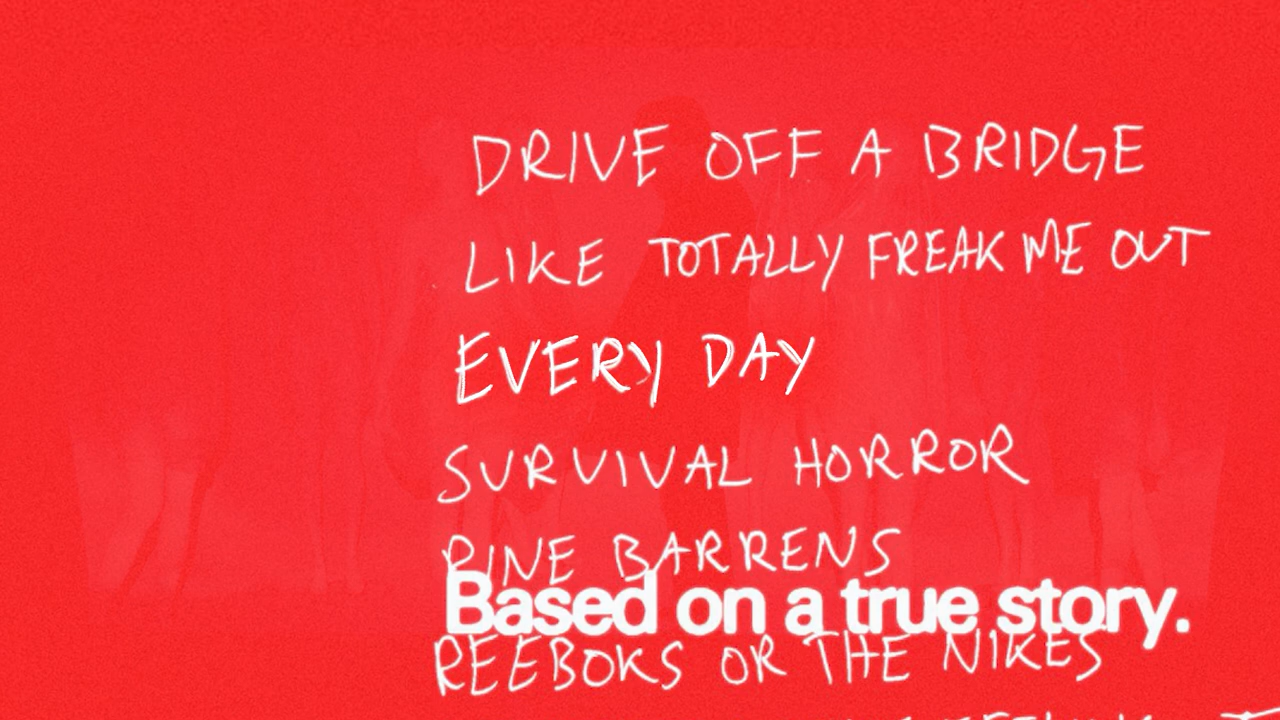 DRIVE OFF A BRIDGE
LIKE TOTALLY FREAK ME OUT
EVERY DAY
SURVIVAL HORROR
PINE BARRENS
Based on a true story.
REEBOKS OR THE NIKES